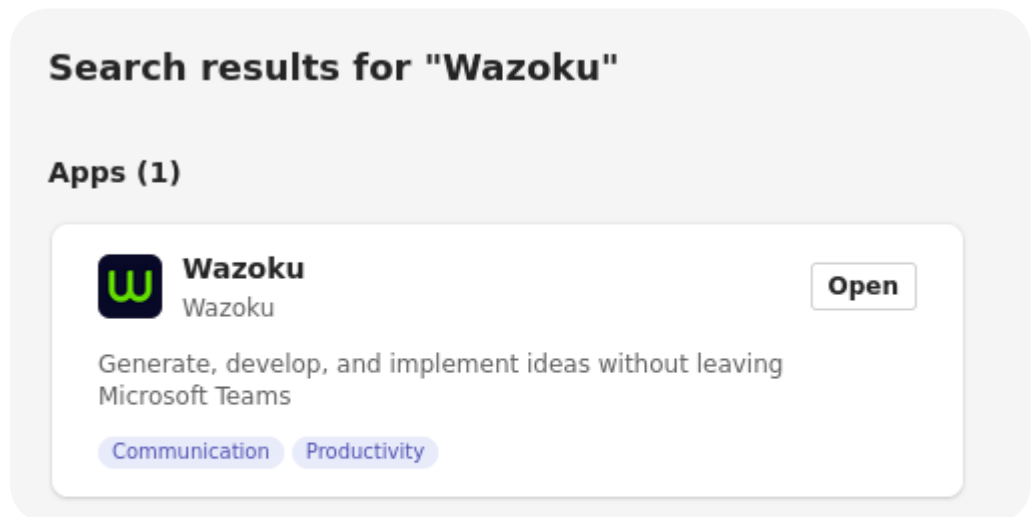 Search results for "Wazoku"
Apps (1)
Wazoku
Wazoku
Open
Generate, develop, and implement ideas without leaving
Microsoft Teams
Communication Productivity